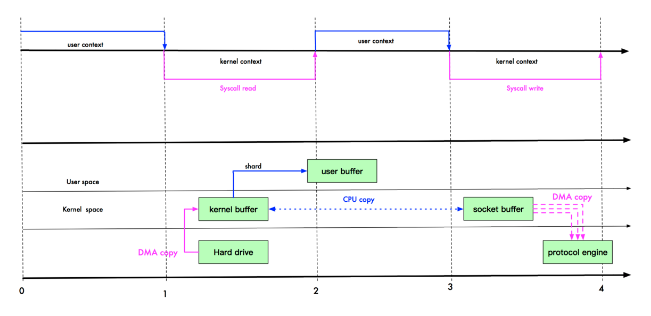 user context
user context
kernel context
kernel context
Syscall read
Syscall write
shard
user buffer
User space
CPU copy
DMA copy
Kernel space
kernel buffer
socket buffer
DMA copy
Hard drive
protocol engine
0
1
2
3
4